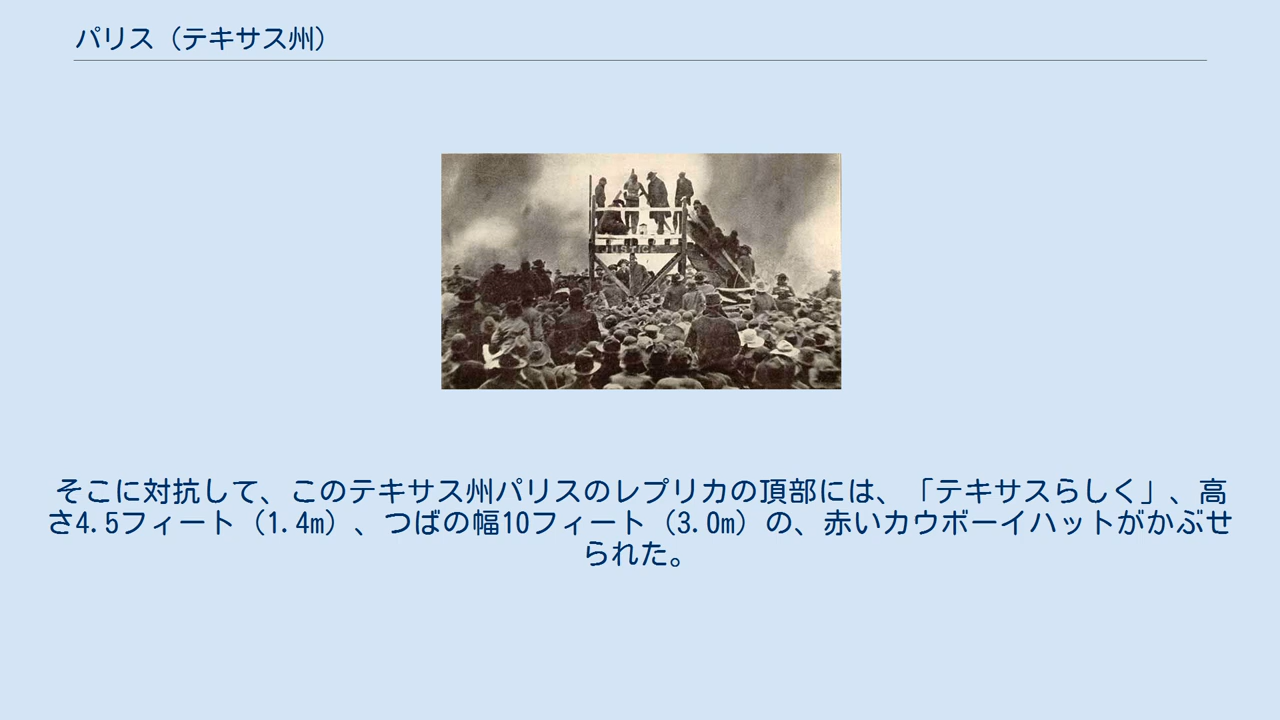 パリス（テキサス州）
JUSTICE
そこに対抗して、このテキサス州パリスのレプリカの頂部には、「テキサスらしく」、高
さ4.5フィート（1.4m）、つばの幅10フィート（3.0m）の、赤いカウボーイハットがかぶせ
られた。